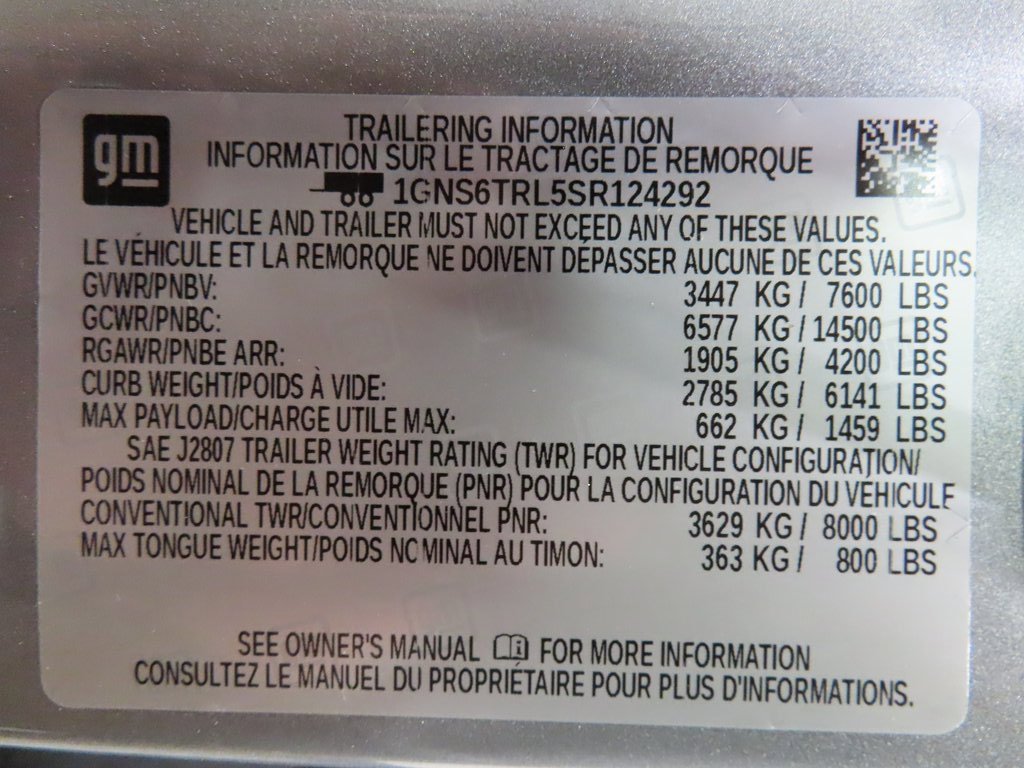 gm
TRAILERING INFORMATION
INFORMATION SUR LE TRACTAGE DE REMORQUE
1GNS6TRL5SR124292
VEHICLE AND TRAILER MUST NOT EXCEED ANY OF THESE VALUES.
LE VÉHICULE ET LA REMORQUE NE DOIVENT DÉPASSER AUCUNE DE CES VALEURS.
GVWR/PNBV: 3447 KG / 7600 LBS
GCWR/PNBC: 6577 KG / 14500 LBS
RGAWR/PNBE ARR: 1905 KG / 4200 LBS
CURB WEIGHT/POIDS À VIDE: 2785 KG / 6141 LBS
MAX PAYLOAD/CHARGE UTILE MAX: 662 KG / 1459 LBS
SAE J2807 TRAILER WEIGHT RATING (TWR) FOR VEHICLE CONFIGURATION/
POIDS NOMINAL DE LA REMORQUE (PNR) POUR LA CONFIGURATION DU VEHICULE
CONVENTIONAL TWR/CONVENTIONNEL PNR: 3629 KG / 8000 LBS
MAX TONGUE WEIGHT/POIDS NOMINAL AU TIMON: 363 KG / 800 LBS
SEE OWNER'S MANUAL FOR MORE INFORMATION
CONSULTEZ LE MANUEL DU PROPRIÉTAIRE POUR PLUS D'INFORMATIONS.